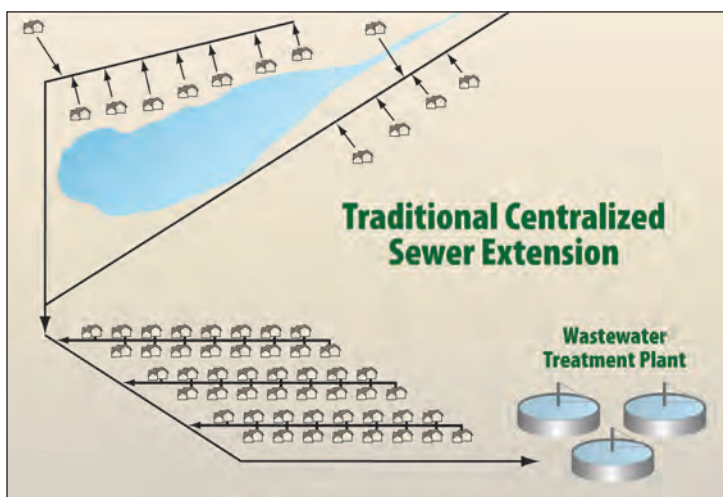 Traditional Centralized
Sewer Extension
Wastewater
Treatment Plant